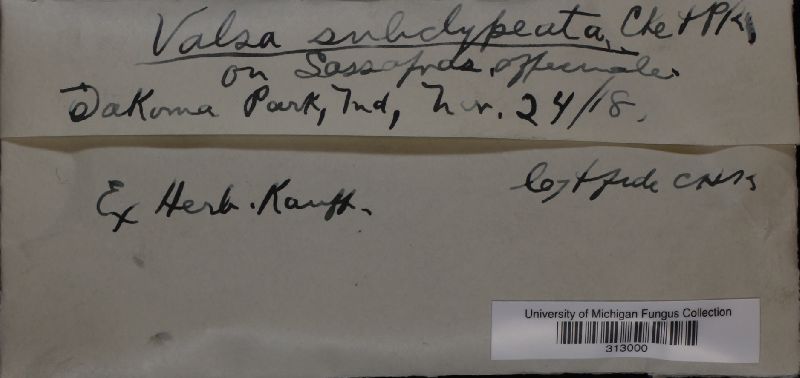 Valsa subclypeata, Cke & Pk,
on Sassafras officinale.
Takoma Park, Md, Nov. 24/18.
Ex Herb. Kauff.
University of Michigan Fungus Collection
313000